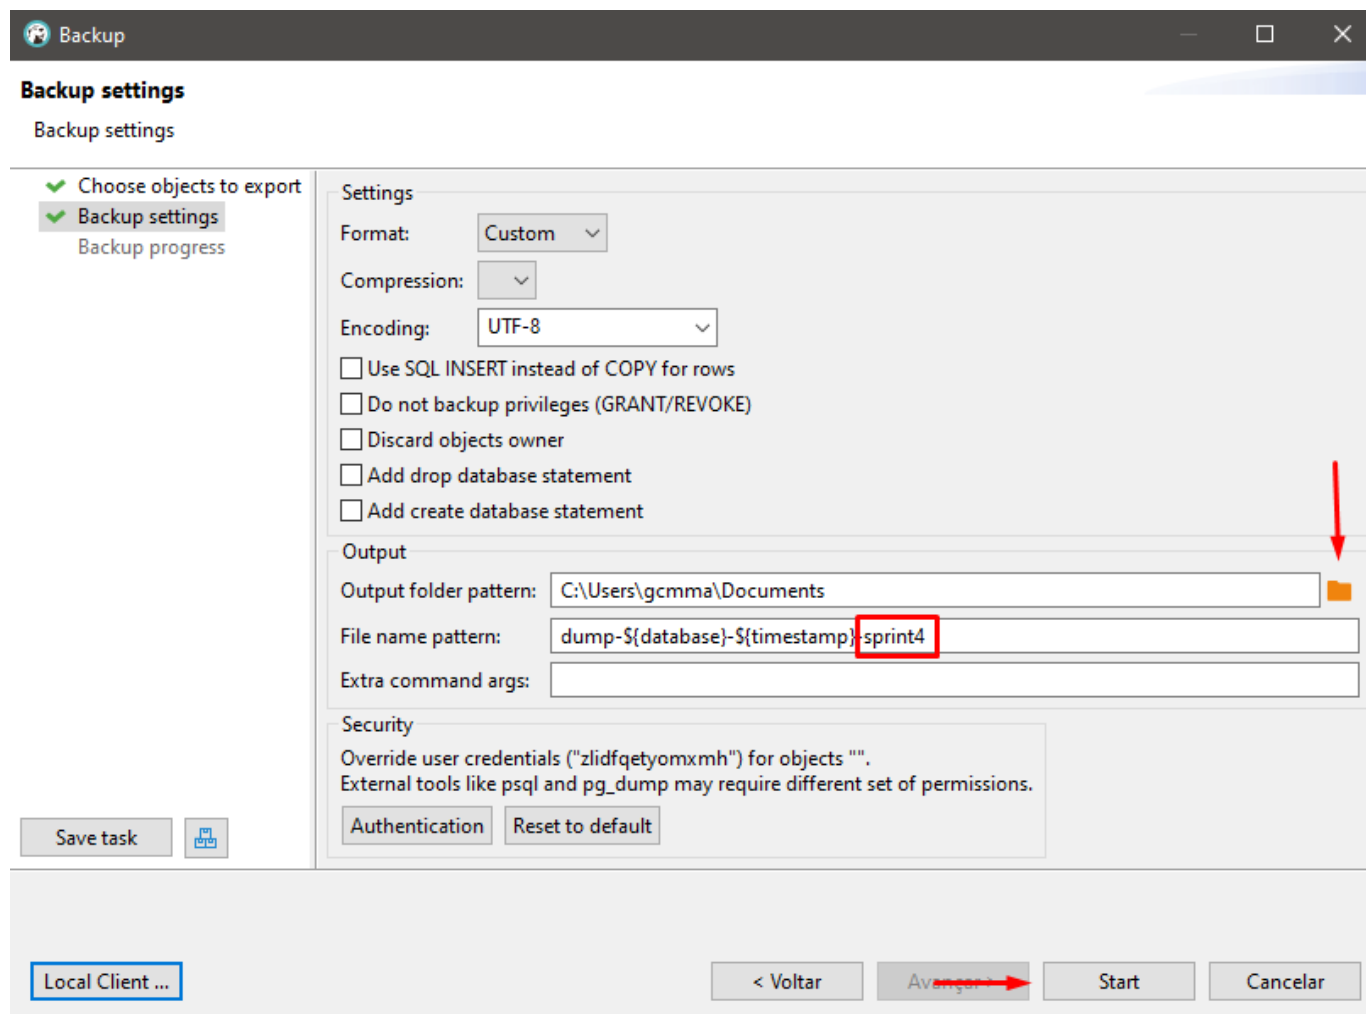 Backup
Backup settings
Backup settings
Choose objects to export
Backup settings
Backup progress
Settings
Format: Custom
Compression:
Encoding: UTF-8
Use SQL INSERT instead of COPY for rows
Do not backup privileges (GRANT/REVOKE)
Discard objects owner
Add drop database statement
Add create database statement
Output
Output folder pattern: C:\Users\gcmma\Documents
File name pattern: dump-${database}-${timestamp}-sprint4
Extra command args:
Security
Override user credentials ("zlidfqetyomxmh") for objects "".
External tools like psql and pg_dump may require different set of permissions.
Authentication Reset to default
Save task
Local Client ... < Voltar Avançar > Start Cancelar